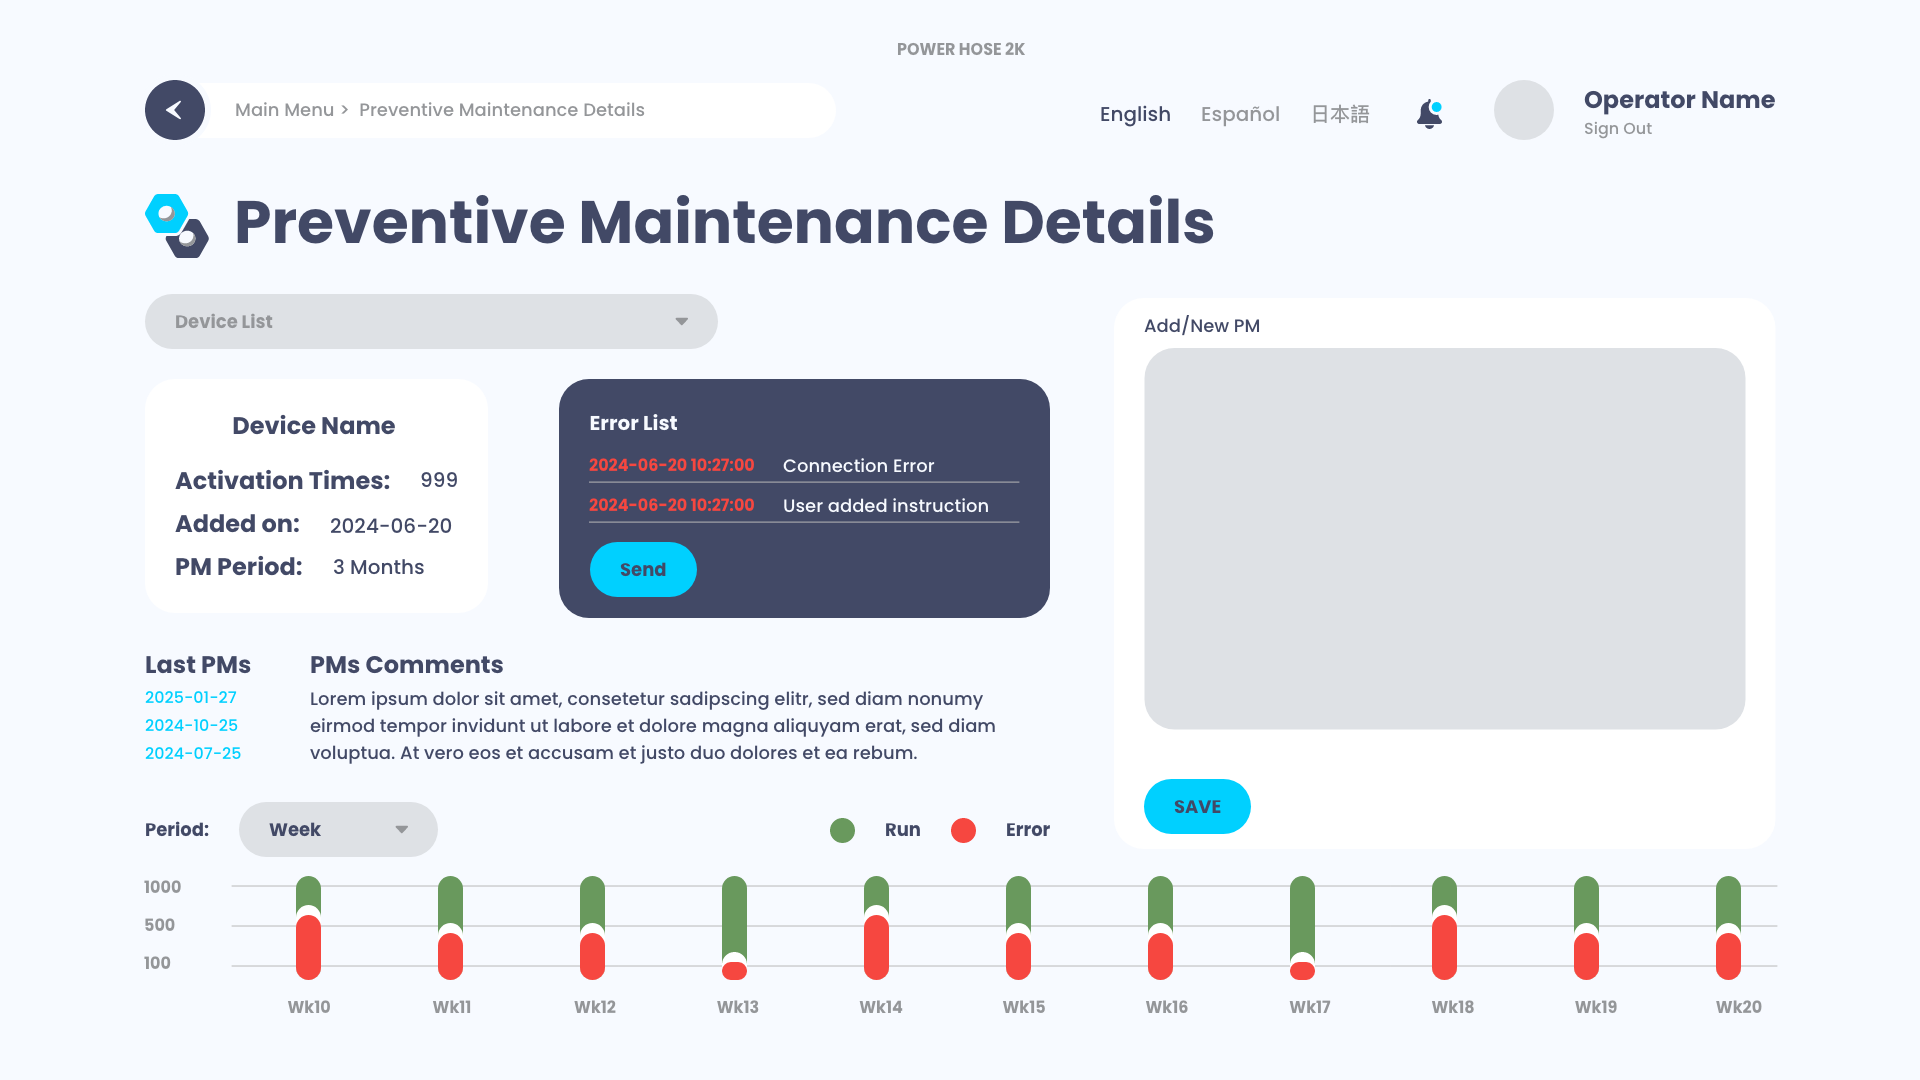 POWER HOSE 2K
Main Menu > Preventive Maintenance Details
English Español 日本語
Operator Name
Sign Out
Preventive Maintenance Details
Device List
Device Name
Activation Times: 999
Added on: 2024-06-20
PM Period: 3 Months
Error List
2024-06-20 10:27:00 Connection Error
2024-06-20 10:27:00 User added instruction
Send
Add/New PM
SAVE
Last PMs
2025-01-27
2024-10-25
2024-07-25
PMs Comments
Lorem ipsum dolor sit amet, consetetur sadipscing elitr, sed diam nonumy
eirmod tempor invidunt ut labore et dolore magna aliquyam erat, sed diam
voluptua. At vero eos et accusam et justo duo dolores et ea rebum.
Period: Week
Run Error
1000
500
100
Wk10 Wk11 Wk12 Wk13 Wk14 Wk15 Wk16 Wk17 Wk18 Wk19 Wk20